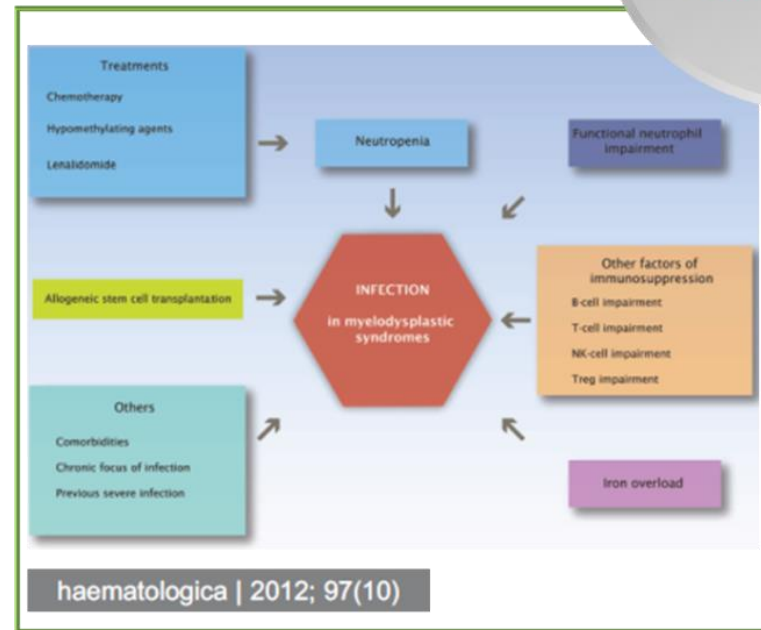 Treatments
Chemotherapy
Hypomethylating agents
Lenalidomide
Neutropenia
Functional neutrophil
impairment
Allogeneic stem cell transplantation
INFECTION
in myelodysplastic
syndromes
Other factors of
immunosuppression
B-cell impairment
T-cell impairment
NK-cell impairment
Treg impairment
Others
Comorbidities
Chronic focus of infection
Previous severe infection
Iron overload
haematologica | 2012; 97(10)